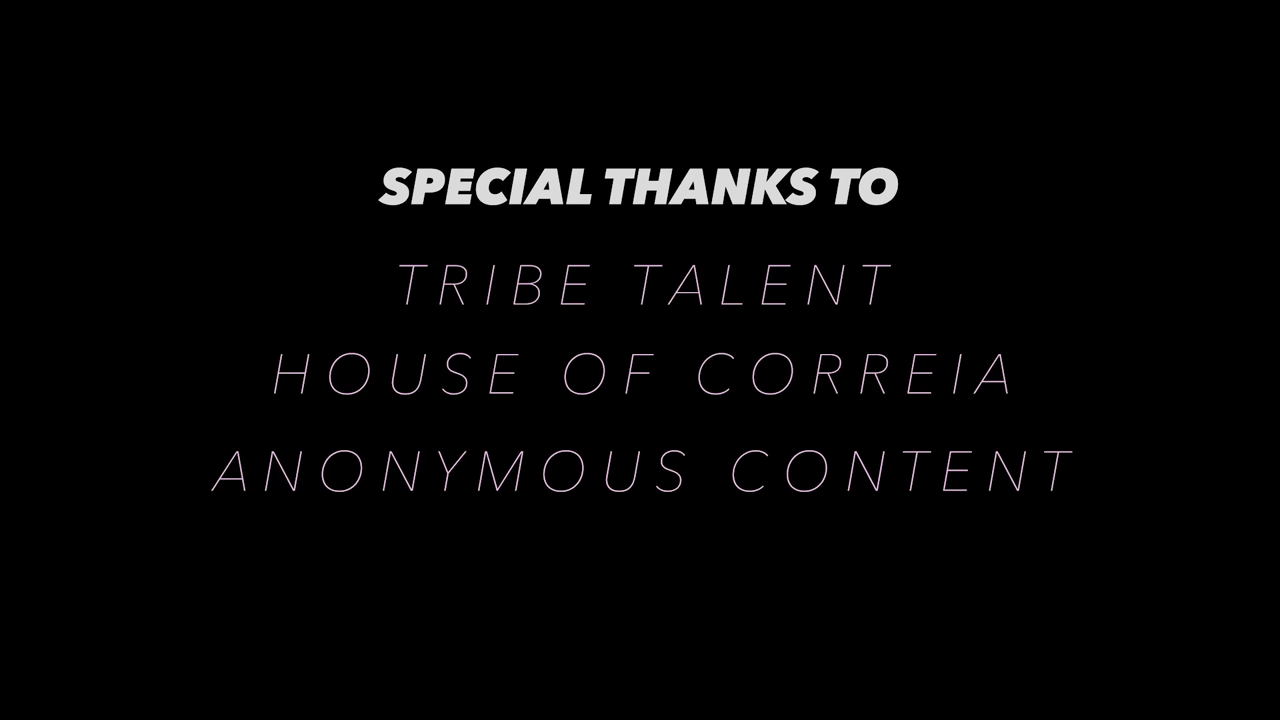 SPECIAL THANKS TO
TRIBE TALENT
HOUSE OF CORREIA
ANONYMOUS CONTENT